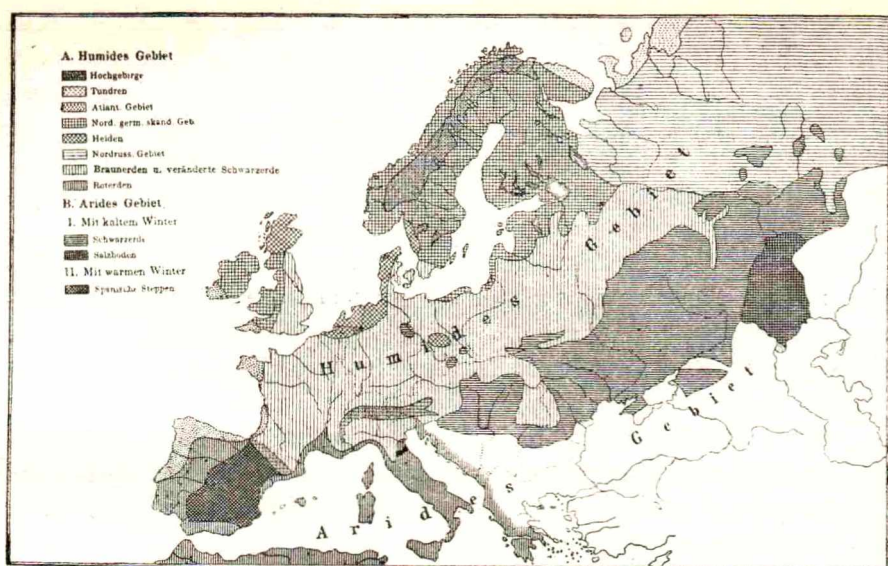 A. Humides Gebiet
Hochgebirge
Tundren
Atlant. Gebiet
Nord. germ. skand. Geb.
Heiden
Nordruss. Gebiet
Braunerden u. veränderte Schwarzerde
Roterden
B. Arides Gebiet
I. Mit kaltem Winter
Schwarzerde
Salzboden
II. Mit warmen Winter
Spanische Steppen
Humides Gebiet
Arides Gebiet